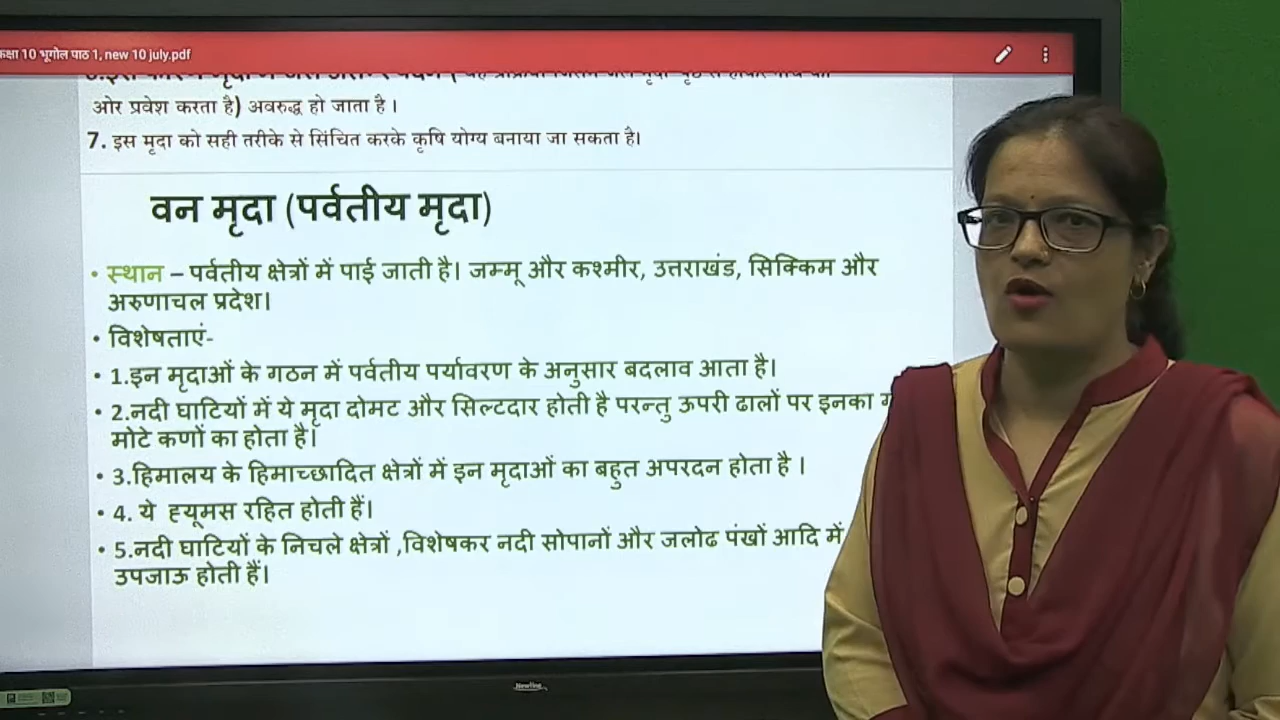 कक्षा 10 भूगोल पाठ 1, new 10 july.pdf
ओर प्रवेश करता है) अवरुद्ध हो जाता है ।
7. इस मृदा को सही तरीके से सिंचित करके कृषि योग्य बनाया जा सकता है।
वन मृदा (पर्वतीय मृदा)
• स्थान – पर्वतीय क्षेत्रों में पाई जाती है। जम्मू और कश्मीर, उत्तराखंड, सिक्किम और
अरुणाचल प्रदेश।
• विशेषताएं-
• 1.इन मृदाओं के गठन में पर्वतीय पर्यावरण के अनुसार बदलाव आता है।
• 2.नदी घाटियों में ये मृदा दोमट और सिल्टदार होती है परन्तु ऊपरी ढालों पर इनका
मोटे कणों का होता है।
• 3.हिमालय के हिमाच्छादित क्षेत्रों में इन मृदाओं का बहुत अपरदन होता है ।
• 4. ये ह्यूमस रहित होती हैं।
• 5.नदी घाटियों के निचले क्षेत्रों ,विशेषकर नदी सोपानों और जलोढ पंखों आदि में
उपजाऊ होती हैं।